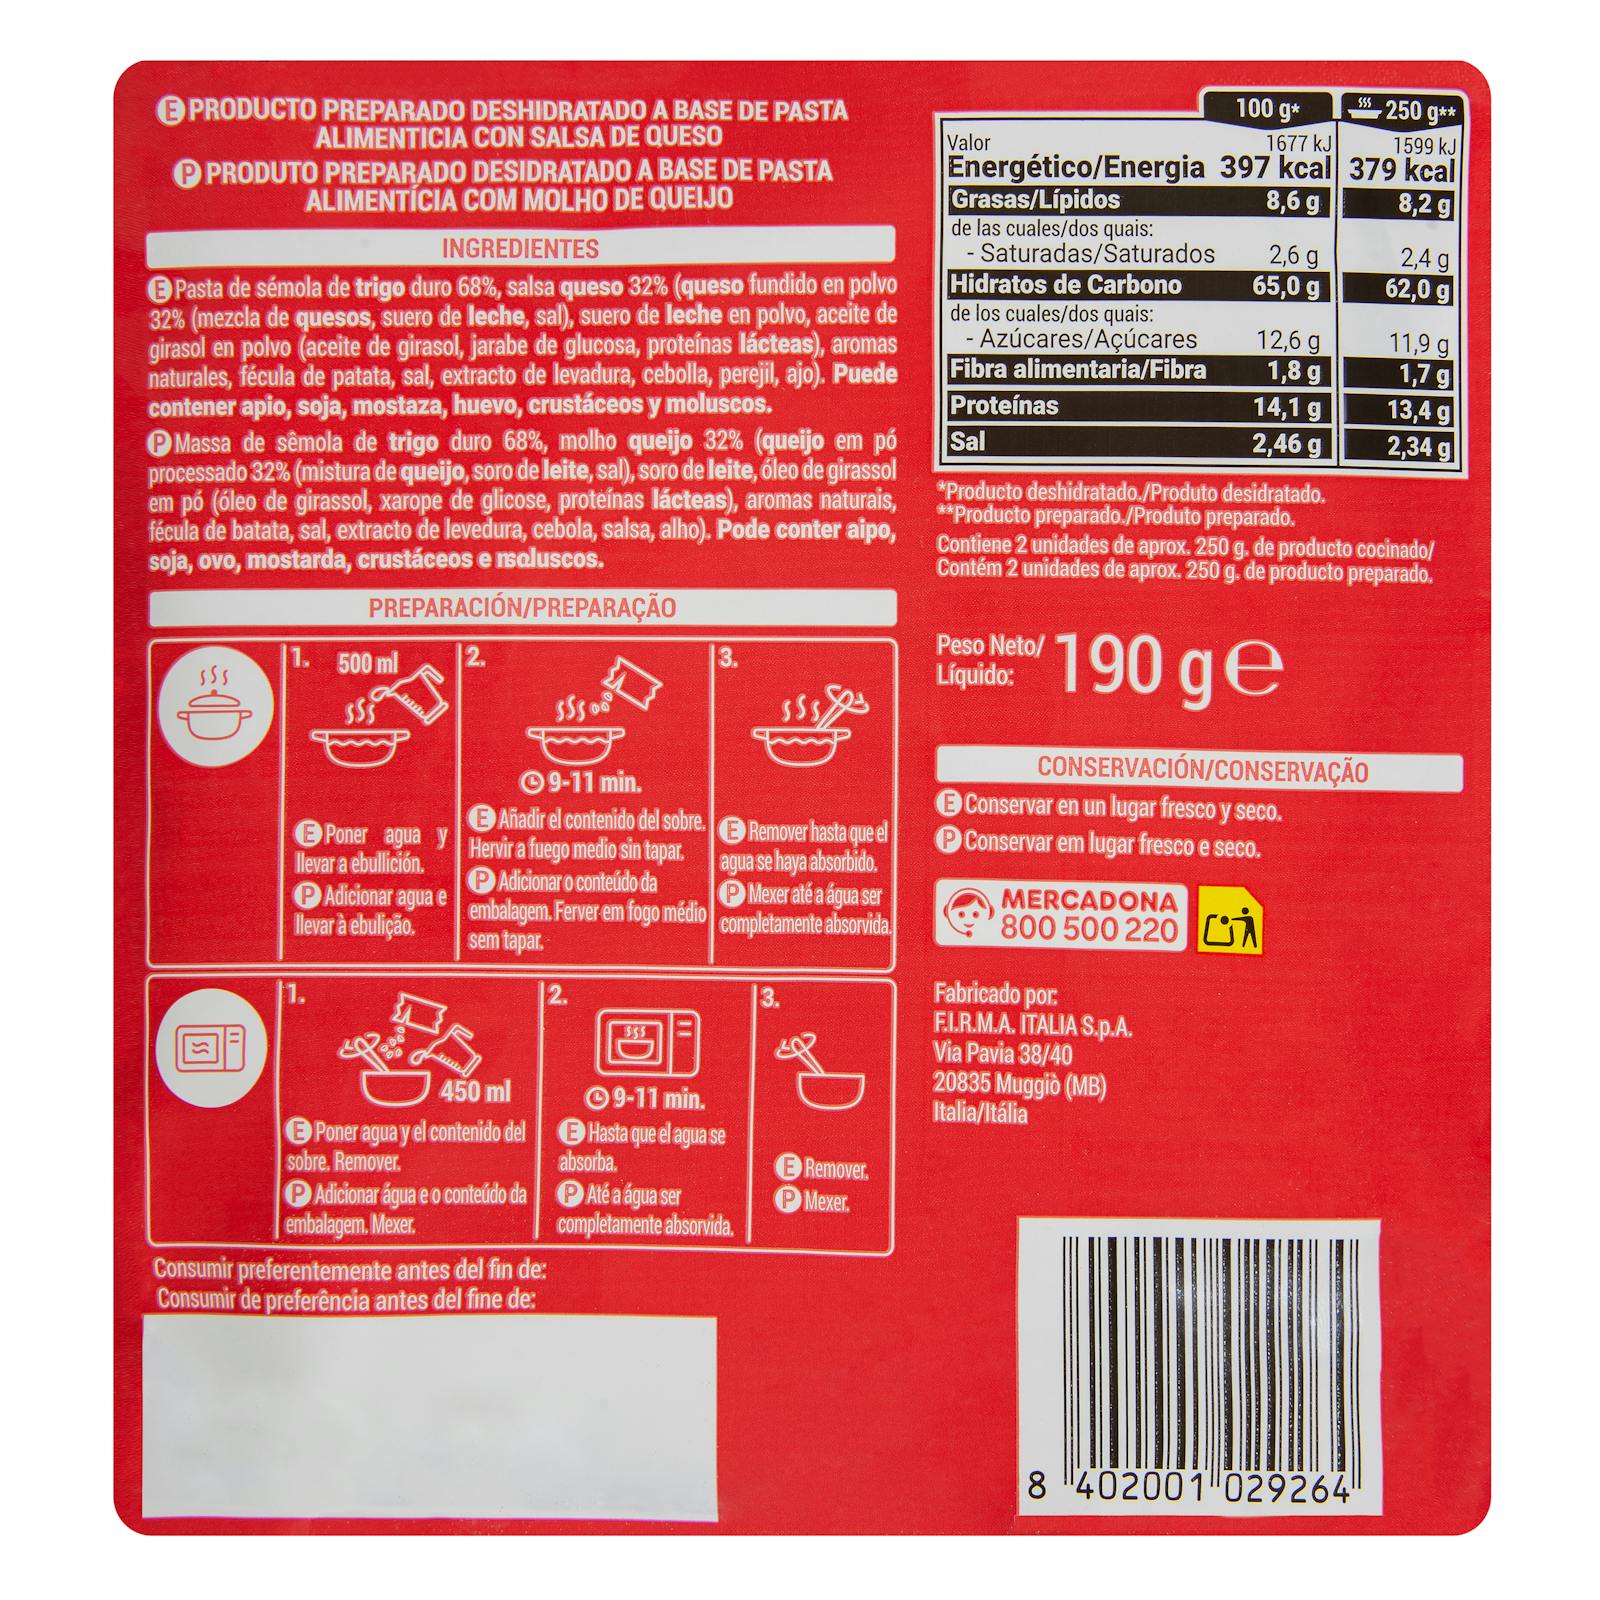 E PRODUCTO PREPARADO DESHIDRATADO A BASE DE PASTA
ALIMENTICIA CON SALSA DE QUESO
P PRODUTO PREPARADO DESIDRATADO A BASE DE PASTA
ALIMENTÍCIA COM MOLHO DE QUEIJO
INGREDIENTES
E Pasta de sémola de trigo duro 68%, salsa queso 32% (queso fundido en polvo
32% (mezcla de quesos, suero de leche, sal), suero de leche en polvo, aceite de
girasol en polvo (aceite de girasol, jarabe de glucosa, proteínas lácteas), aromas
naturales, fécula de patata, sal, extracto de levadura, cebolla, perejil, ajo). Puede
contener apio, soja, mostaza, huevo, crustáceos y moluscos.
P Massa de sêmola de trigo duro 68%, molho queijo 32% (queijo em pó
processado 32% (mistura de queijo, soro de leite, sal), soro de leite, óleo de girassol
em pó (óleo de girassol, xarope de glicose, proteínas lácteas), aromas naturais,
fécula de batata, sal, extracto de levedura, cebola, salsa, alho). Pode conter aipo,
soja, ovo, mostarda, crustáceos e moluscos.
PREPARACIÓN/PREPARAÇÃO
1.
500 ml
E Poner agua y
llevar a ebullición.
P Adicionar agua e
llevar à ebulição.
2.
9-11 min.
E Añadir el contenido del sobre.
Hervir a fuego medio sin tapar.
P Adicionar o conteúdo da
embalagem. Ferver em fogo médio
sem tapar.
3.
E Remover hasta que el
agua se haya absorbido.
P Mexer até a água ser
completamente absorvida.
1.
450 ml
E Poner agua y el contenido del
sobre. Remover.
P Adicionar água e o conteúdo da
embalagem. Mexer.
2.
9-11 min.
E Hasta que el agua se
absorba.
P Até a água ser
completamente absorvida.
3.
E Remover.
P Mexer.
Consumir preferentemente antes del fin de:
Consumir de preferência antes del fine de:
100 g* 250 g**
Valor 1677 kJ 1599 kJ
Energético/Energia 397 kcal 379 kcal
Grasas/Lípidos 8,6 g 8,2 g
de las cuales/dos quais:
- Saturadas/Saturados 2,6 g 2,4 g
Hidratos de Carbono 65,0 g 62,0 g
de los cuales/dos quais:
- Azúcares/Açúcares 12,6 g 11,9 g
Fibra alimentaria/Fibra 1,8 g 1,7 g
Proteínas 14,1 g 13,4 g
Sal 2,46 g 2,34 g
*Producto deshidratado./Produto desidratado.
**Producto preparado./Produto preparado.
Contiene 2 unidades de aprox. 250 g. de producto cocinado/
Contém 2 unidades de aprox. 250 g. de producto preparado.
Peso Neto/
Líquido: 190 g e
CONSERVACIÓN/CONSERVAÇÃO
E Conservar en un lugar fresco y seco.
P Conservar em lugar fresco e seco.
MERCADONA
800 500 220
Fabricado por:
F.I.R.M.A. ITALIA S.p.A.
Via Pavia 38/40
20835 Muggiò (MB)
Italia/Itália
8 402001 029264